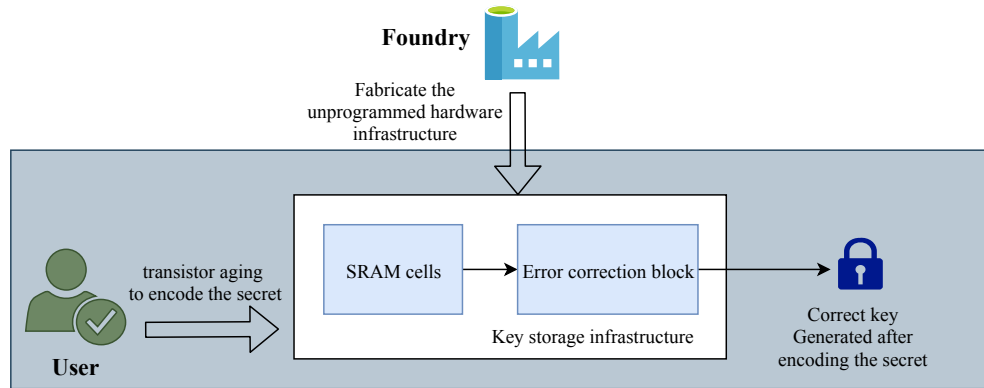 Foundry
Fabricate the
unprogrammed hardware
infrastructure
transistor aging
to encode the secret
User
SRAM cells
Error correction block
Key storage infrastructure
Correct key
Generated after
encoding the secret